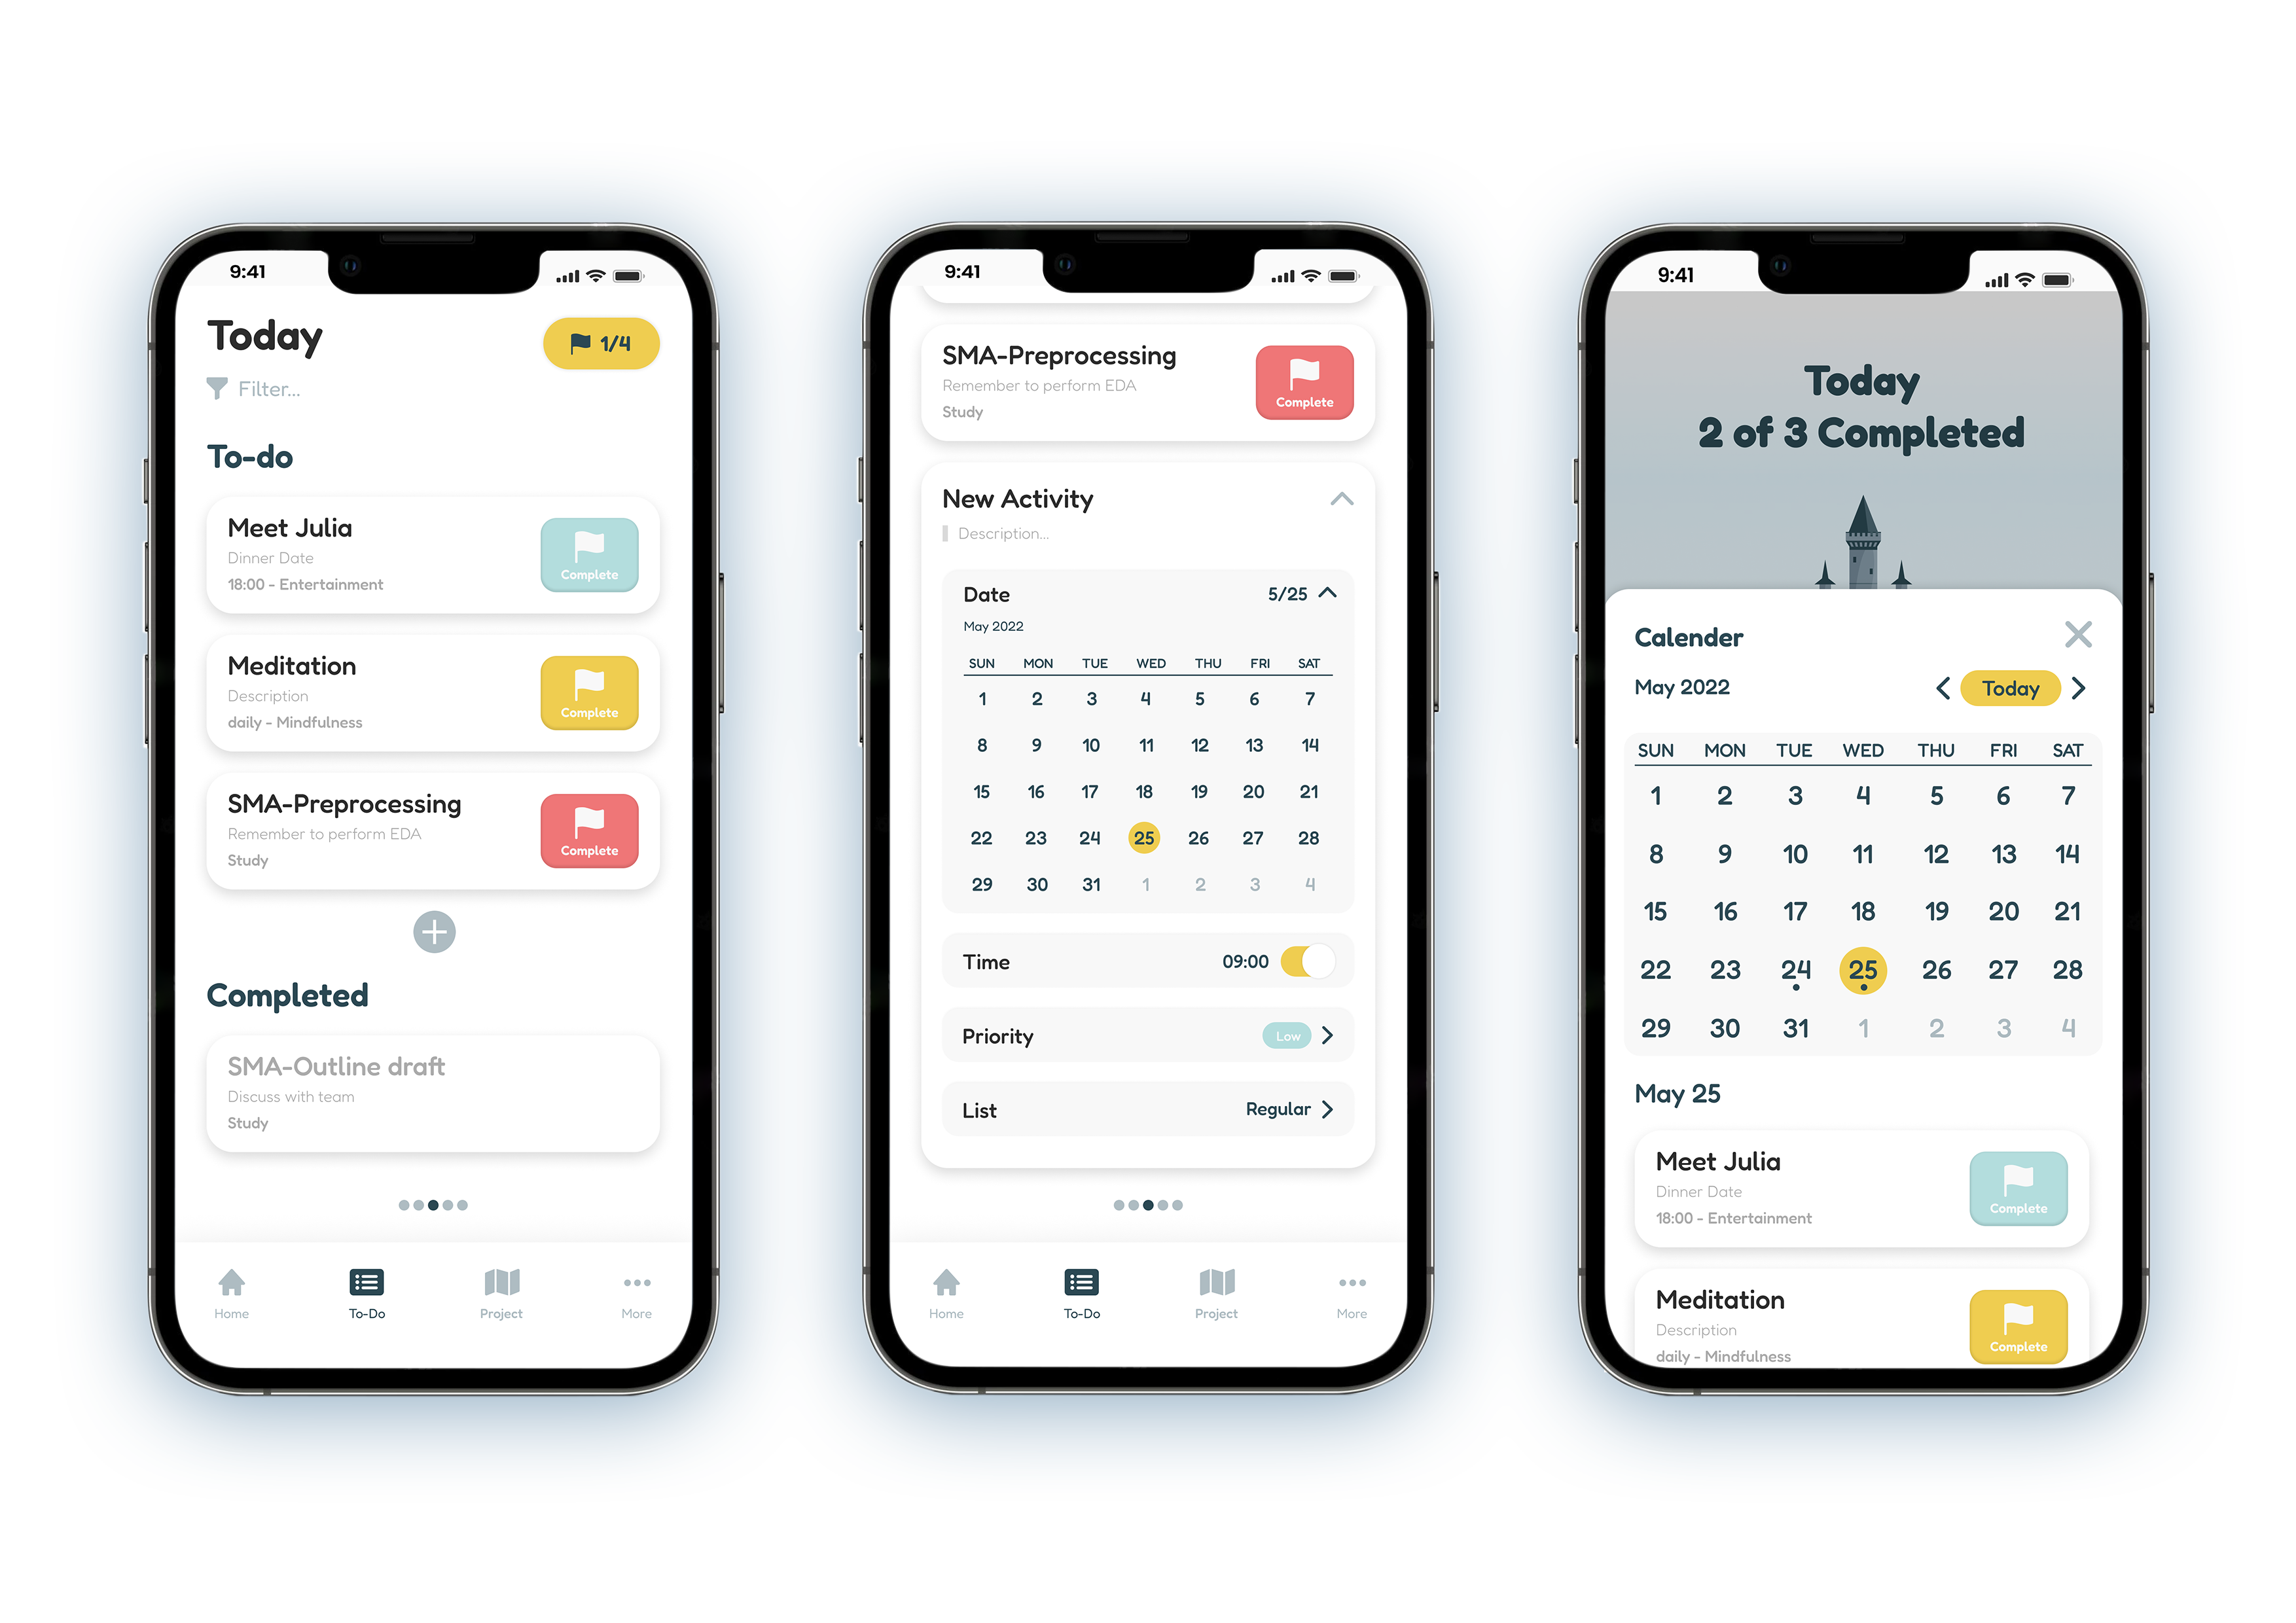 9:41
Today
1/4
Filter...
To-do
Meet Julia
Dinner Date
18:00 - Entertainment
Complete
Meditation
Description
daily - Mindfulness
Complete
SMA-Preprocessing
Remember to perform EDA
Study
Complete
Completed
SMA-Outline draft
Discuss with team
Study
Home To-Do Project More
9:41
SMA-Preprocessing
Remember to perform EDA
Study
Complete
New Activity
Description...
Date 5/25
May 2022
SUN MON TUE WED THU FRI SAT
1 2 3 4 5 6 7
8 9 10 11 12 13 14
15 16 17 18 19 20 21
22 23 24 25 26 27 28
29 30 31 1 2 3 4
Time 09:00
Priority Low
List Regular
Home To-Do Project More
9:41
Today
2 of 3 Completed
Calender
May 2022 Today
SUN MON TUE WED THU FRI SAT
1 2 3 4 5 6 7
8 9 10 11 12 13 14
15 16 17 18 19 20 21
22 23 24 25 26 27 28
29 30 31 1 2 3 4
May 25
Meet Julia
Dinner Date
18:00 - Entertainment
Complete
Meditation
Description
daily - Mindfulness
Complete